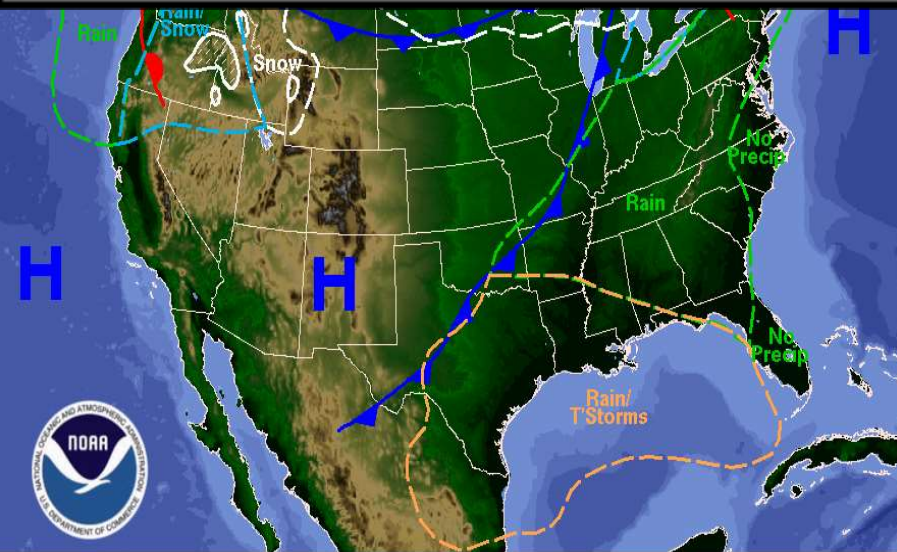 Rain/
Snow
H
Rain
Snow
No
Precip
Rain
H
H
No
Precip
Rain/
T'Storms
NATIONAL OCEANIC AND ATMOSPHERIC ADMINISTRATION
NOAA
U.S. DEPARTMENT OF COMMERCE